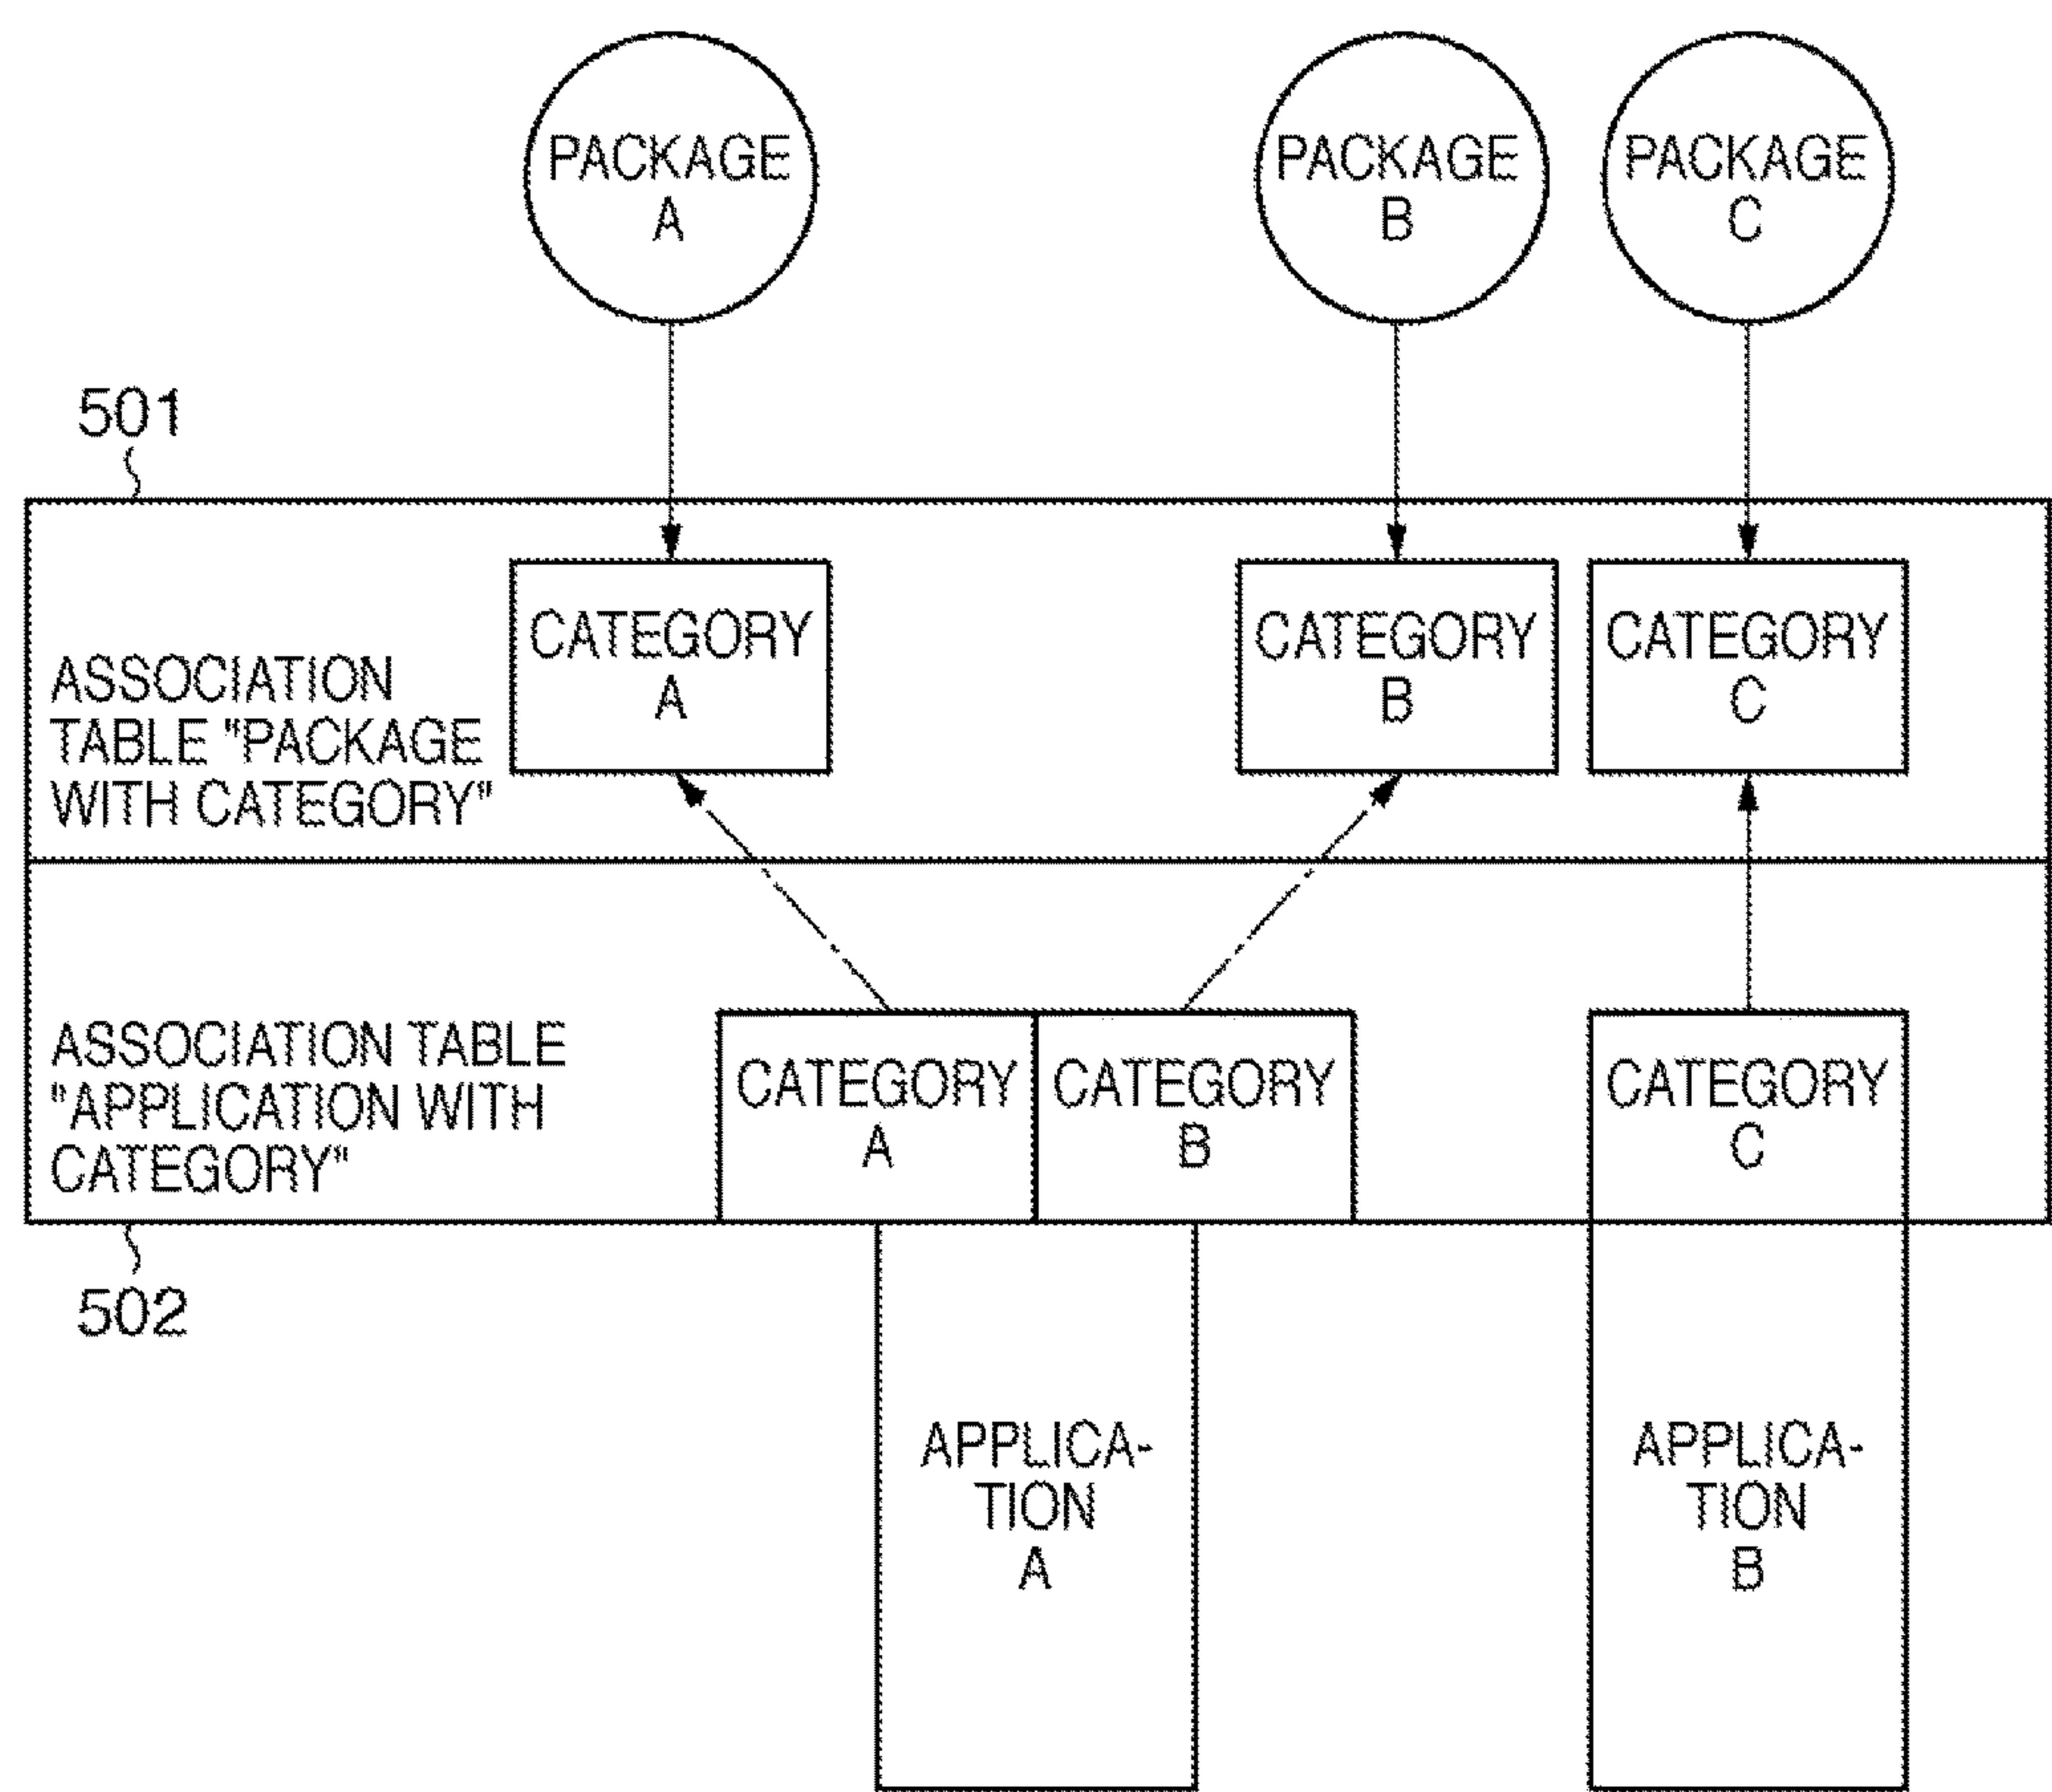 PACKAGE
A
PACKAGE
B
PACKAGE
C
501
CATEGORY
A
CATEGORY
B
CATEGORY
C
ASSOCIATION
TABLE "PACKAGE
WITH CATEGORY"
ASSOCIATION TABLE
"APPLICATION WITH
CATEGORY"
CATEGORY
A
CATEGORY
B
CATEGORY
C
502
APPLICA-
TION
A
APPLICA-
TION
B